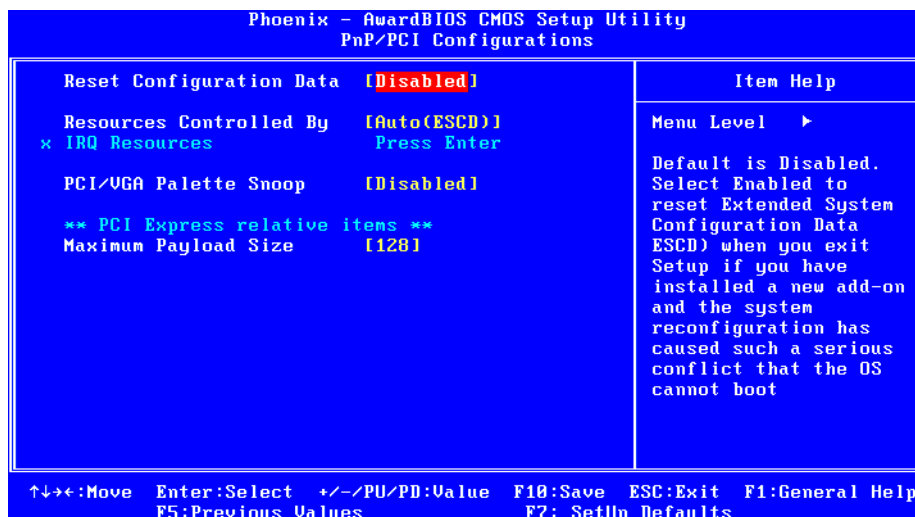 Phoenix - AwardBIOS CMOS Setup Utility
PnP/PCI Configurations
Reset Configuration Data [Disabled]
Resources Controlled By [Auto(ESCD)]
x IRQ Resources Press Enter
PCI/VGA Palette Snoop [Disabled]
** PCI Express relative items **
Maximum Payload Size [128]
Item Help
Menu Level ▶
Default is Disabled.
Select Enabled to
reset Extended System
Configuration Data
ESCD) when you exit
Setup if you have
installed a new add-on
and the system
reconfiguration has
caused such a serious
conflict that the OS
cannot boot
↑↓→←:Move Enter:Select +/-/PU/PD:Value F10:Save ESC:Exit F1:General Help
F5:Previous Values F7: SetUp Defaults